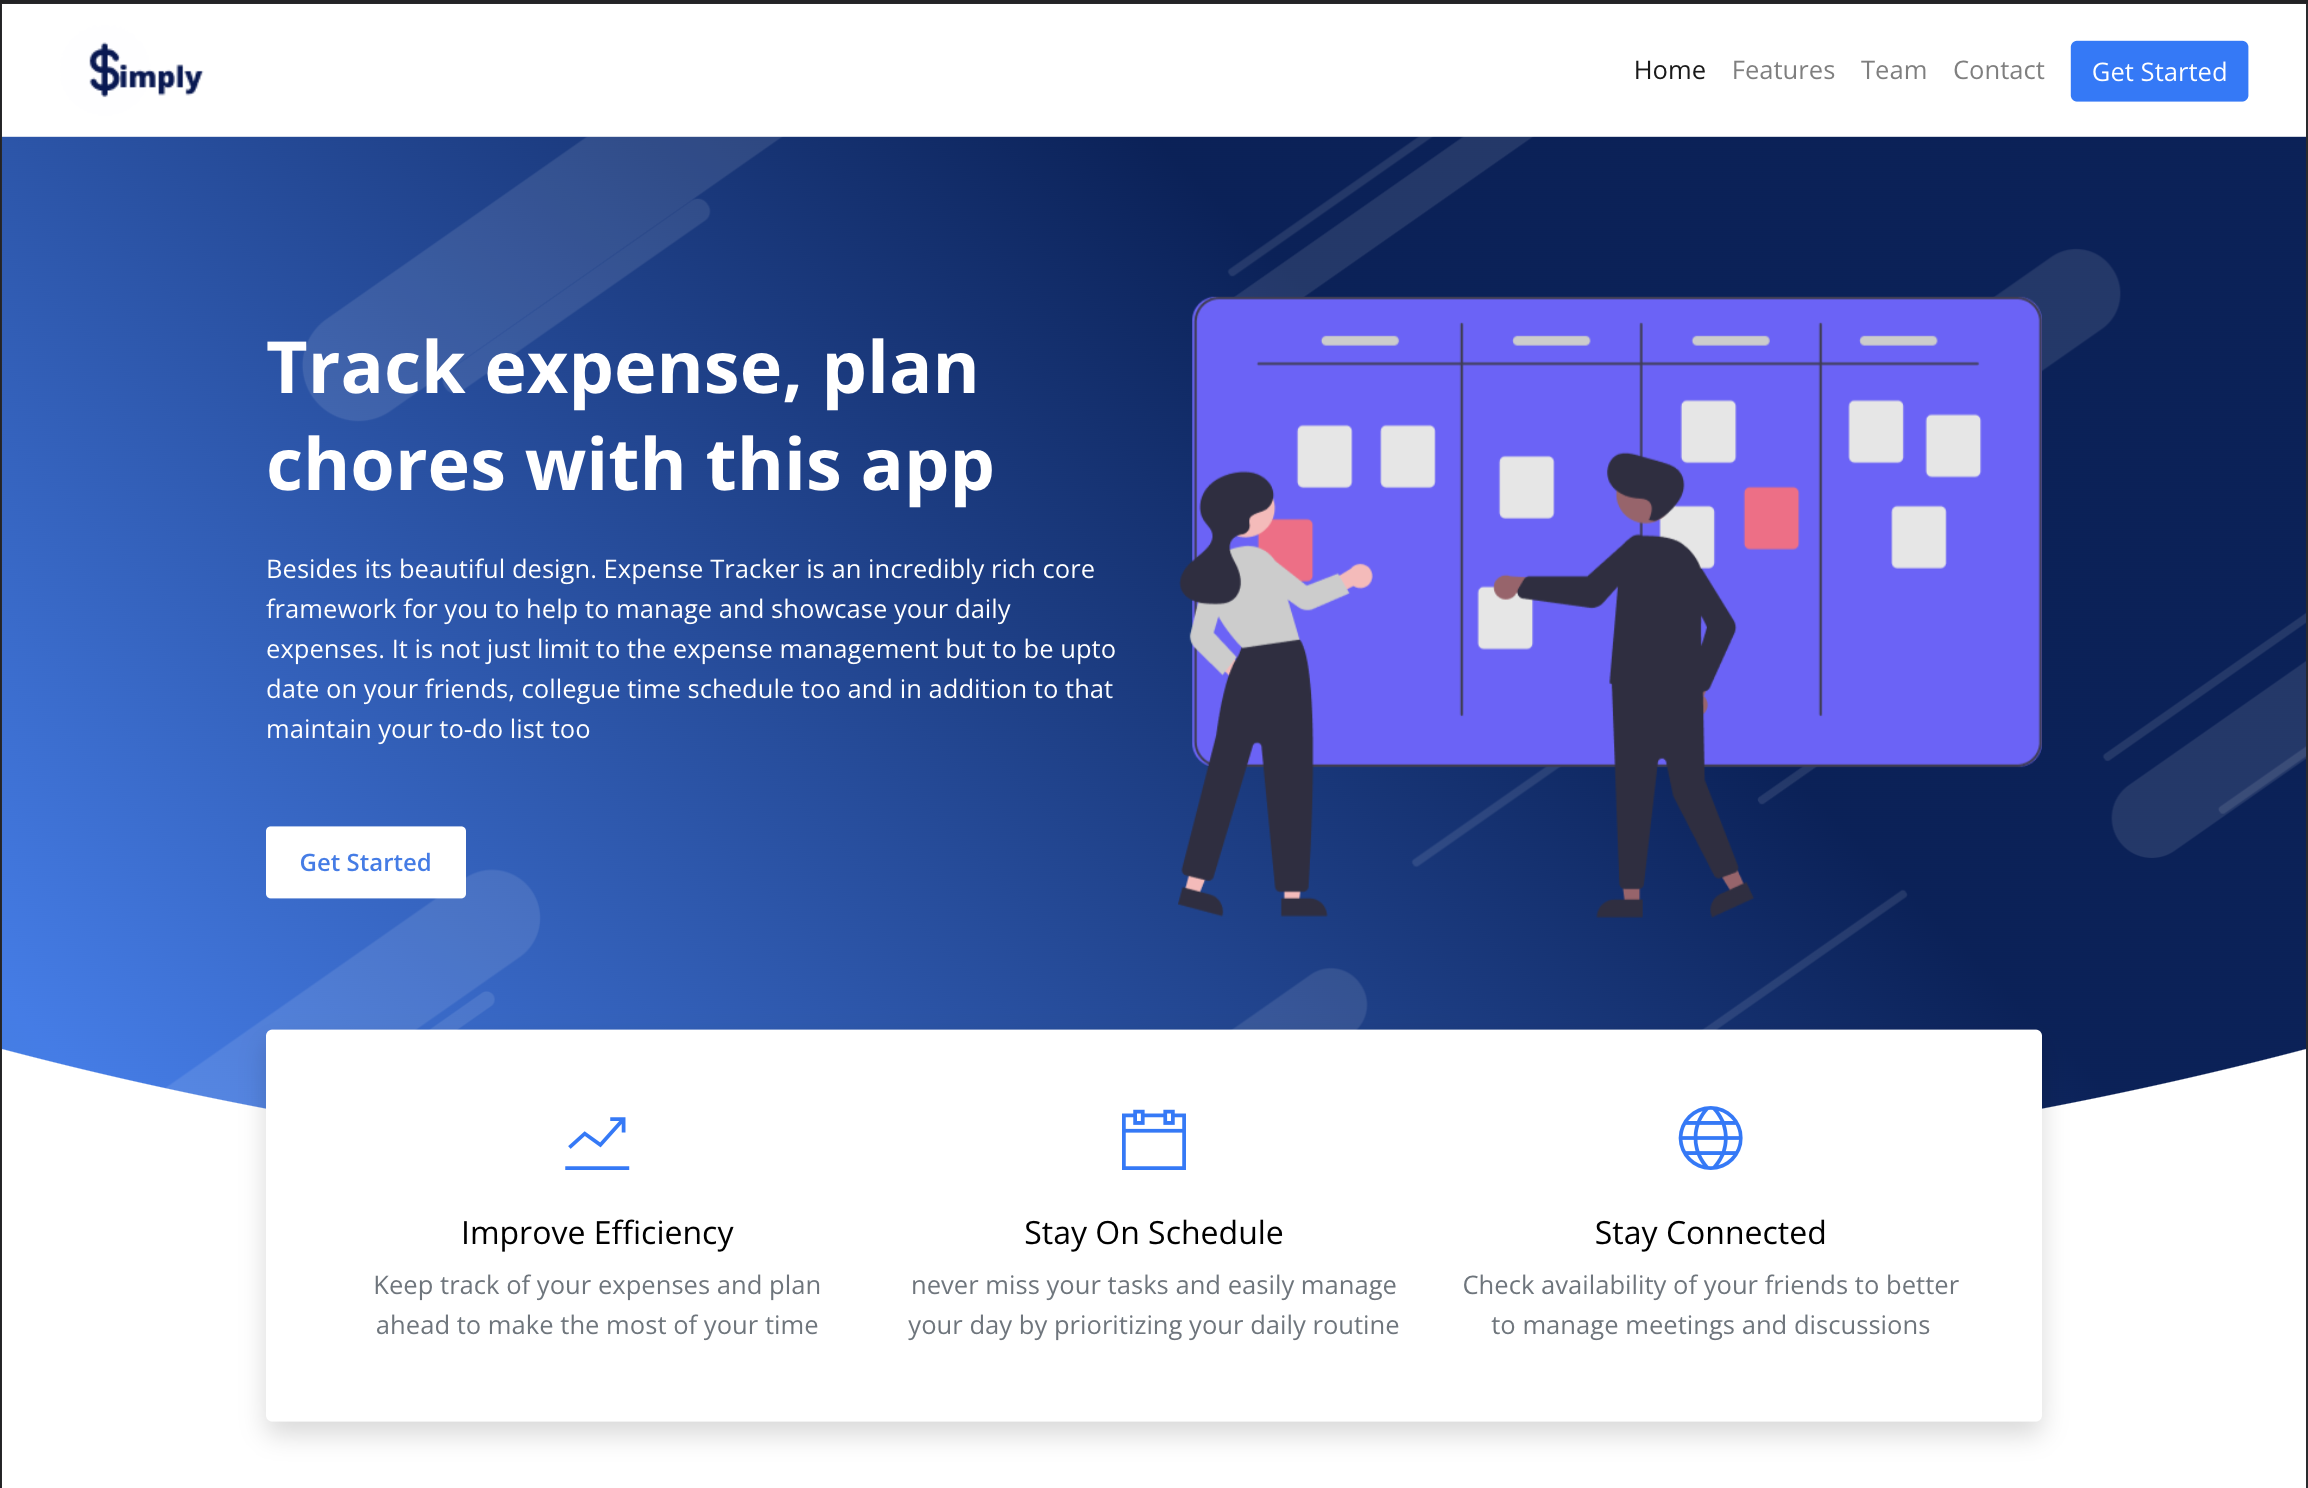 $imply
Home Features Team Contact Get Started
Track expense, plan
chores with this app
Besides its beautiful design. Expense Tracker is an incredibly rich core
framework for you to help to manage and showcase your daily
expenses. It is not just limit to the expense management but to be upto
date on your friends, collegue time schedule too and in addition to that
maintain your to-do list too
Get Started
Improve Efficiency
Keep track of your expenses and plan
ahead to make the most of your time
Stay On Schedule
never miss your tasks and easily manage
your day by prioritizing your daily routine
Stay Connected
Check availability of your friends to better
to manage meetings and discussions